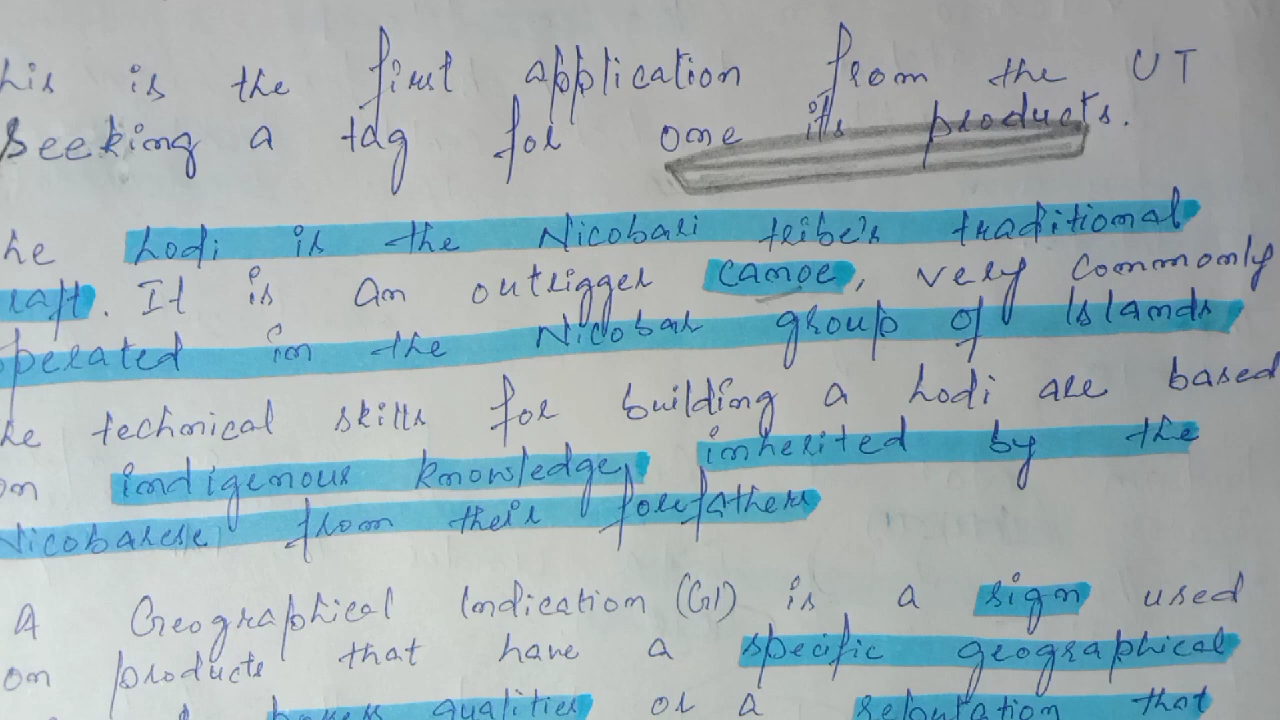 his is the first application from the UT
seeking a tag for one its products.
he hodi is the Nicobari tribe's traditional
raft. It is an outrigger canoe, very commonly
perated in the Nicobar group of Islands
he technical skills for building a hodi are based
on indigenous knowledge, inherited by the
Nicobarese from their forefathers
A Geographical Indication (GI) is a sign used
on products that have a specific geographical
qualities or a reputation that